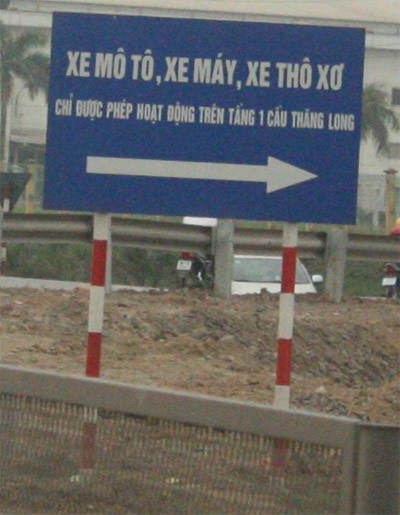 XE MÔ TÔ, XE MÁY, XE THÔ XƠ
CHỈ ĐƯỢC PHÉP HOẠT ĐỘNG TRÊN TẦNG 1 CẦU THĂNG LONG